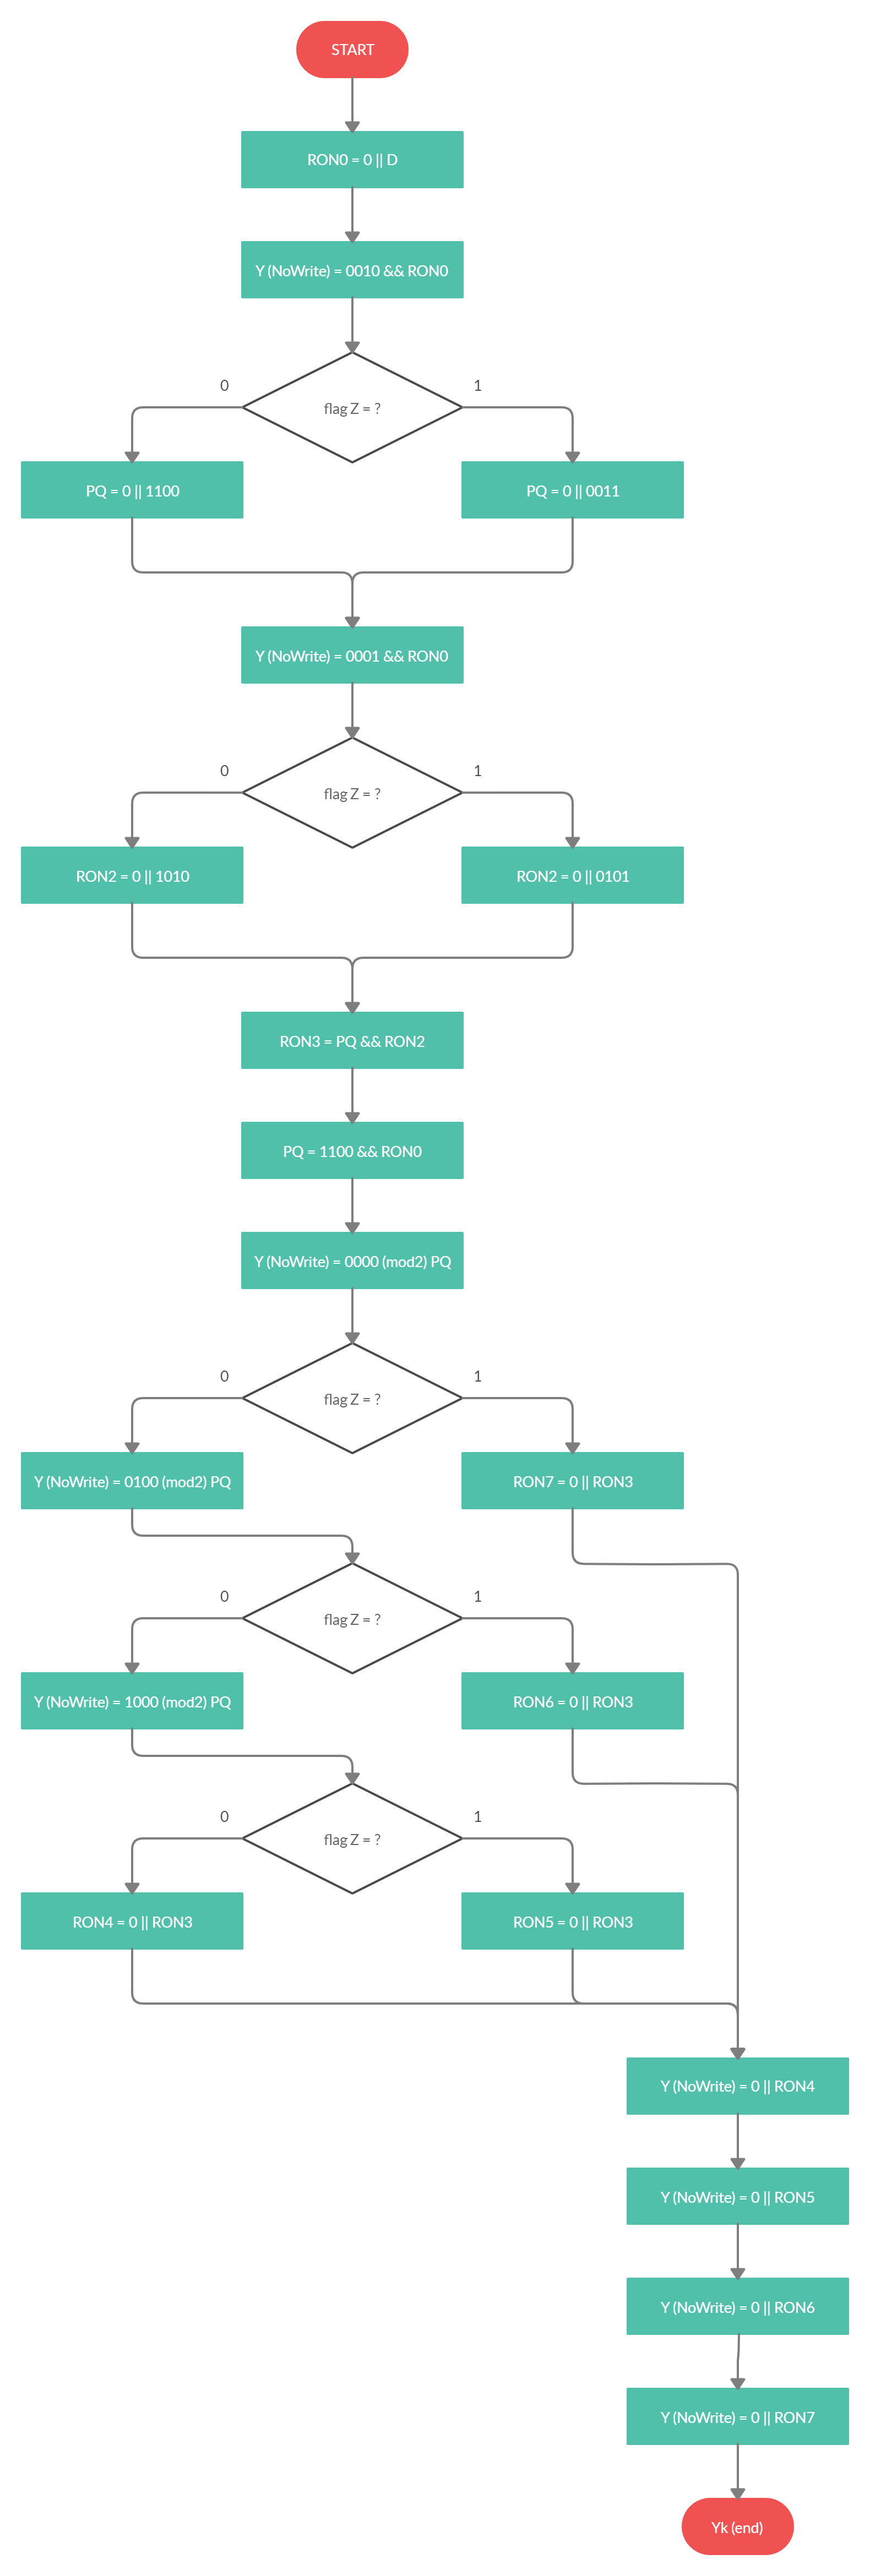 START
RON0 = 0 || D
Y (NoWrite) = 0010 && RON0
0
1
flag Z = ?
PQ = 0 || 1100
PQ = 0 || 0011
Y (NoWrite) = 0001 && RON0
0
1
flag Z = ?
RON2 = 0 || 1010
RON2 = 0 || 0101
RON3 = PQ && RON2
PQ = 1100 && RON0
Y (NoWrite) = 0000 (mod2) PQ
0
1
flag Z = ?
Y (NoWrite) = 0100 (mod2) PQ
RON7 = 0 || RON3
0
1
flag Z = ?
Y (NoWrite) = 1000 (mod2) PQ
RON6 = 0 || RON3
0
1
flag Z = ?
RON4 = 0 || RON3
RON5 = 0 || RON3
Y (NoWrite) = 0 || RON4
Y (NoWrite) = 0 || RON5
Y (NoWrite) = 0 || RON6
Y (NoWrite) = 0 || RON7
Yk (end)